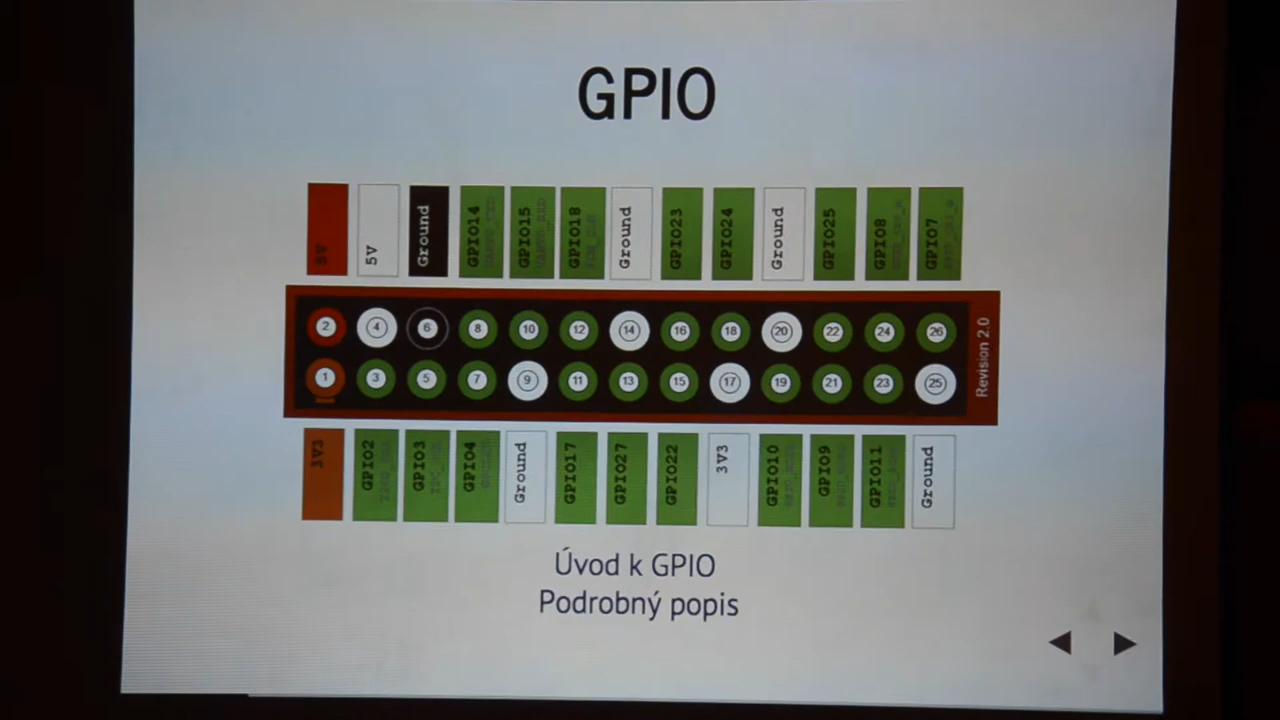 GPIO
5V
5V
Ground
GPIO14
GPIO15
GPIO18
Ground
GPIO23
GPIO24
Ground
GPIO25
GPIO8
GPIO7
2 4 6 8 10 12 14 16 18 20 22 24 26
1 3 5 7 9 11 13 15 17 19 21 23 25
Revision 2.0
3V3
GPIO2
GPIO3
GPIO4
Ground
GPIO17
GPIO27
GPIO22
3V3
GPIO10
GPIO9
GPIO11
Ground
Úvod k GPIO
Podrobný popis